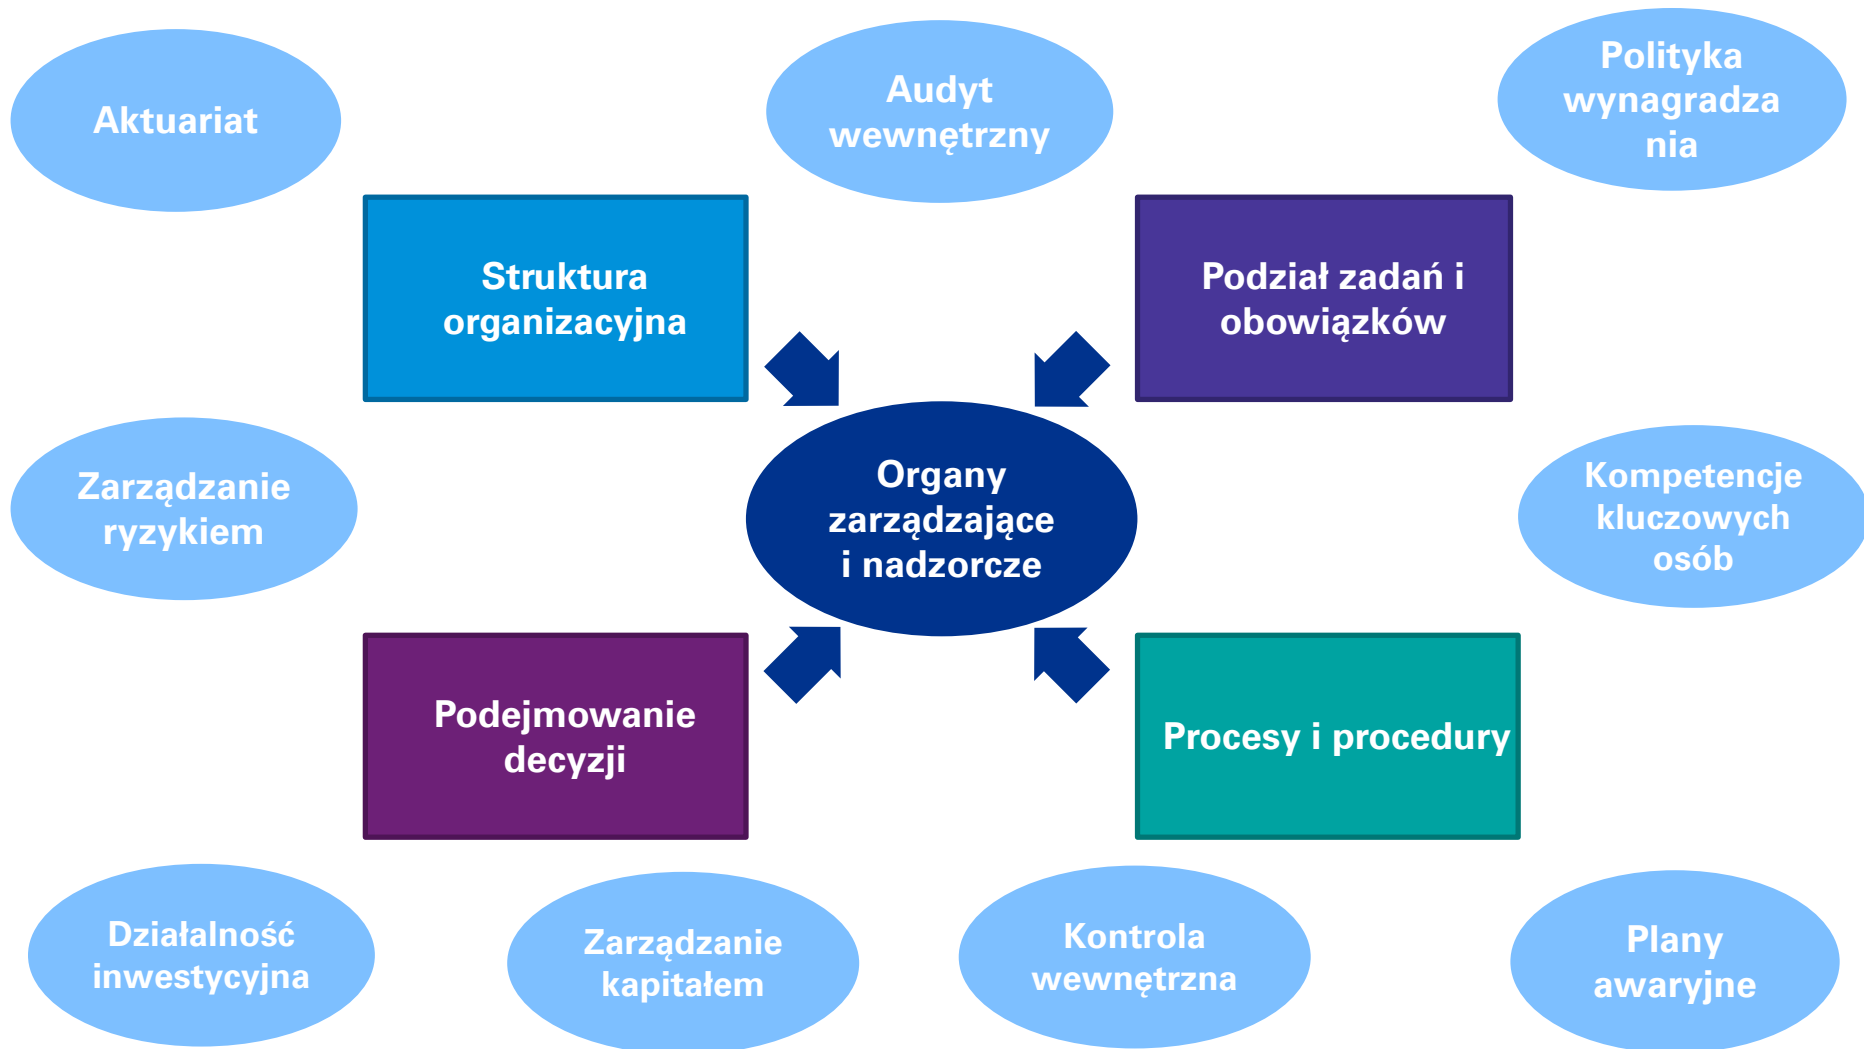 Aktuariat
Audyt
wewnętrzny
Polityka
wynagradza
nia
Struktura
organizacyjna
Podział zadań i
obowiązków
Zarządzanie
ryzykiem
Organy
zarządzające
i nadzorcze
Kompetencje
kluczowych
osób
Podejmowanie
decyzji
Procesy i procedury
Działalność
inwestycyjna
Zarządzanie
kapitałem
Kontrola
wewnętrzna
Plany
awaryjne